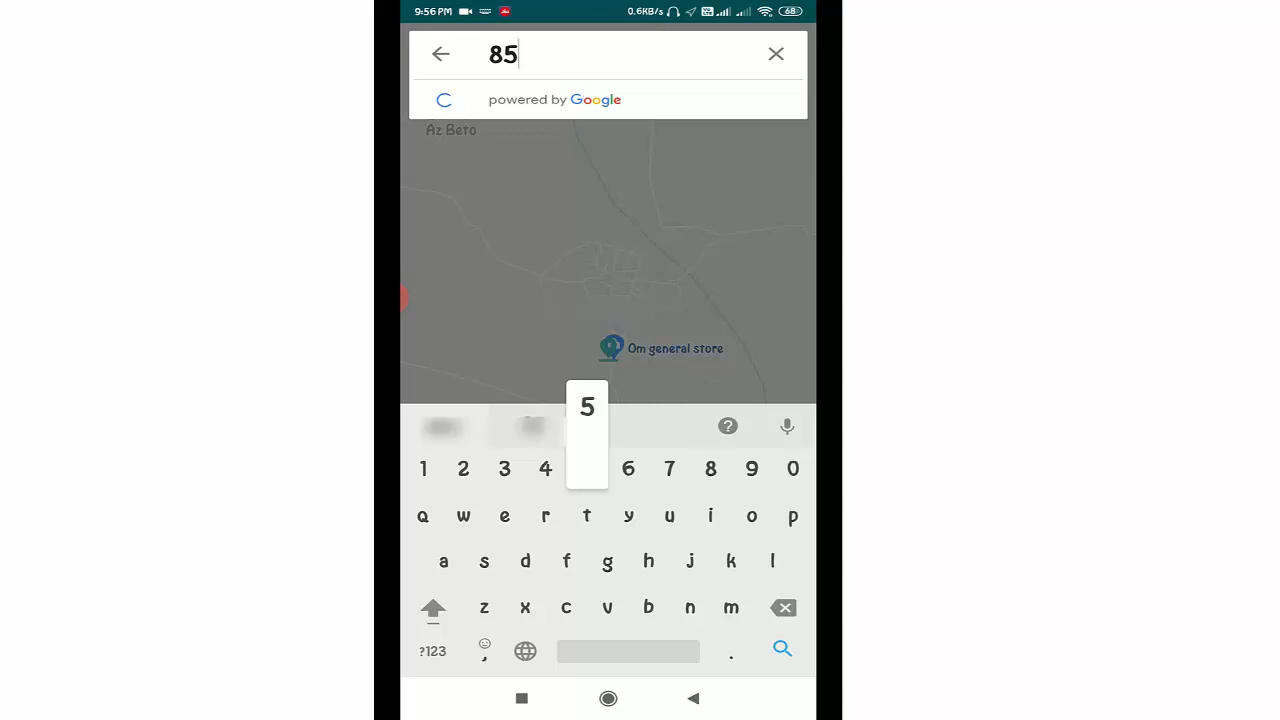 9:56 PM 0.6KB/s 68
85
powered by Google
Az Beto
Om general store
5
1 2 3 4 6 7 8 9 0
q w e r t y u i o p
a s d f g h j k l
z x c v b n m
?123 , .